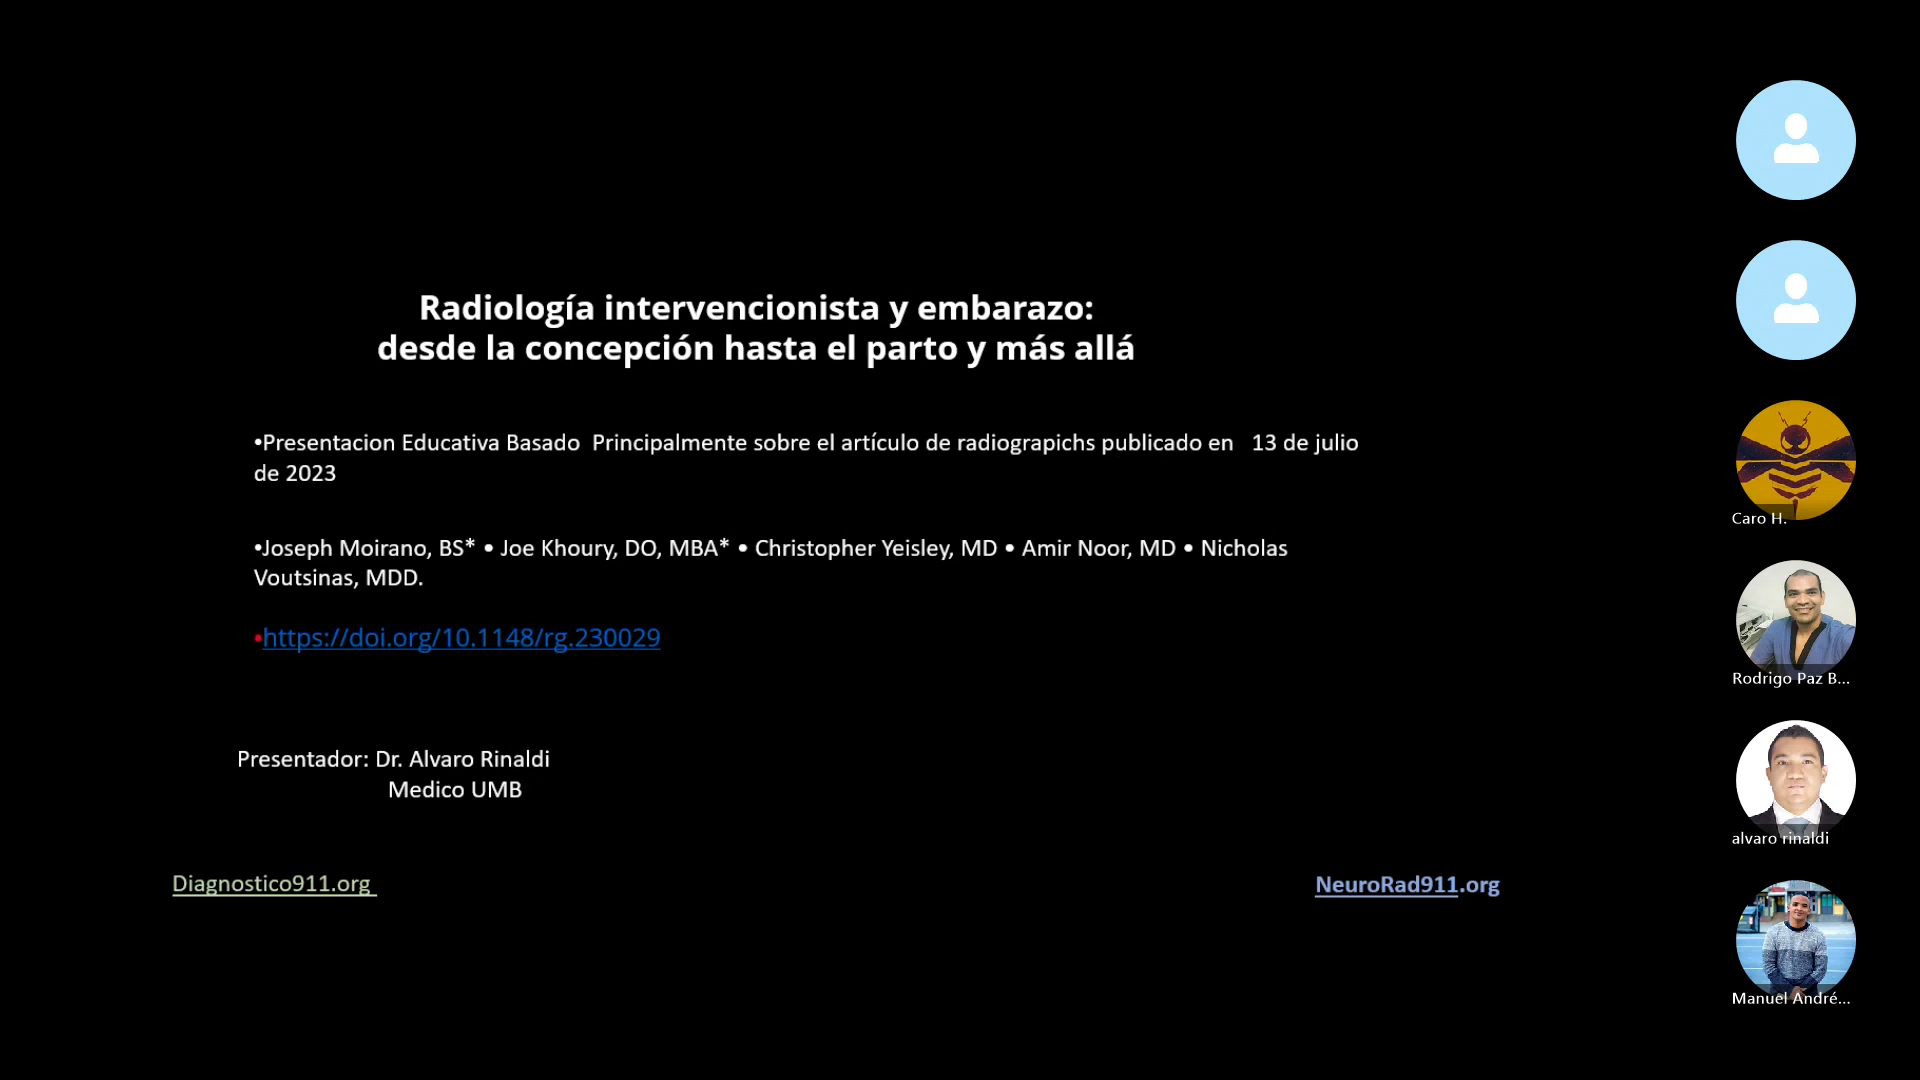 Radiología intervencionista y embarazo:
desde la concepción hasta el parto y más allá
•Presentacion Educativa Basado  Principalmente sobre el artículo de radiograpichs publicado en   13 de julio
de 2023
•Joseph Moirano, BS* • Joe Khoury, DO, MBA* • Christopher Yeisley, MD • Amir Noor, MD • Nicholas
Voutsinas, MDD.
•https://doi.org/10.1148/rg.230029
Presentador: Dr. Alvaro Rinaldi
Medico UMB
Diagnostico911.org
NeuroRad911.org
Caro H.
Rodrigo Paz B...
alvaro rinaldi
Manuel André...